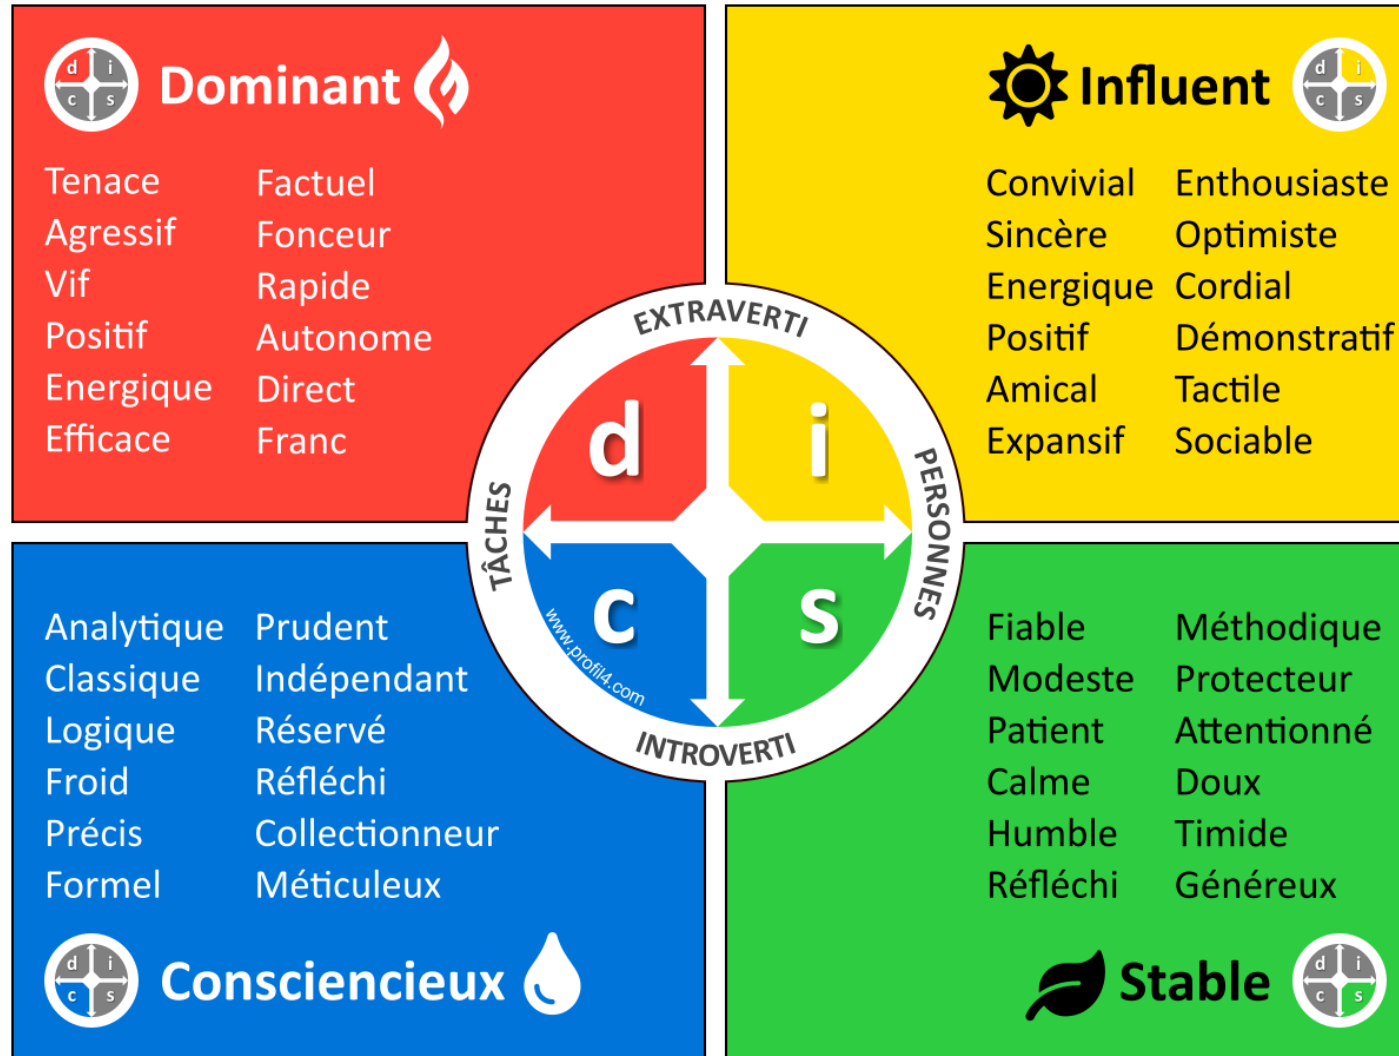 d i
c s
Dominant
Tenace Factuel
Agressif Fonceur
Vif Rapide
Positif Autonome
Energique Direct
Efficace Franc
Influent
d i
c s
Convivial Enthousiaste
Sincère Optimiste
Energique Cordial
Positif Démonstratif
Amical Tactile
Expansif Sociable
EXTRAVERTI
TÂCHES
PERSONNES
INTROVERTI
d i
c s
www.profil4.com
Analytique Prudent
Classique Indépendant
Logique Réservé
Froid Réfléchi
Précis Collectionneur
Formel Méticuleux
d i
c s
Consciencieux
Fiable Méthodique
Modeste Protecteur
Patient Attentionné
Calme Doux
Humble Timide
Réfléchi Généreux
Stable
d i
c s